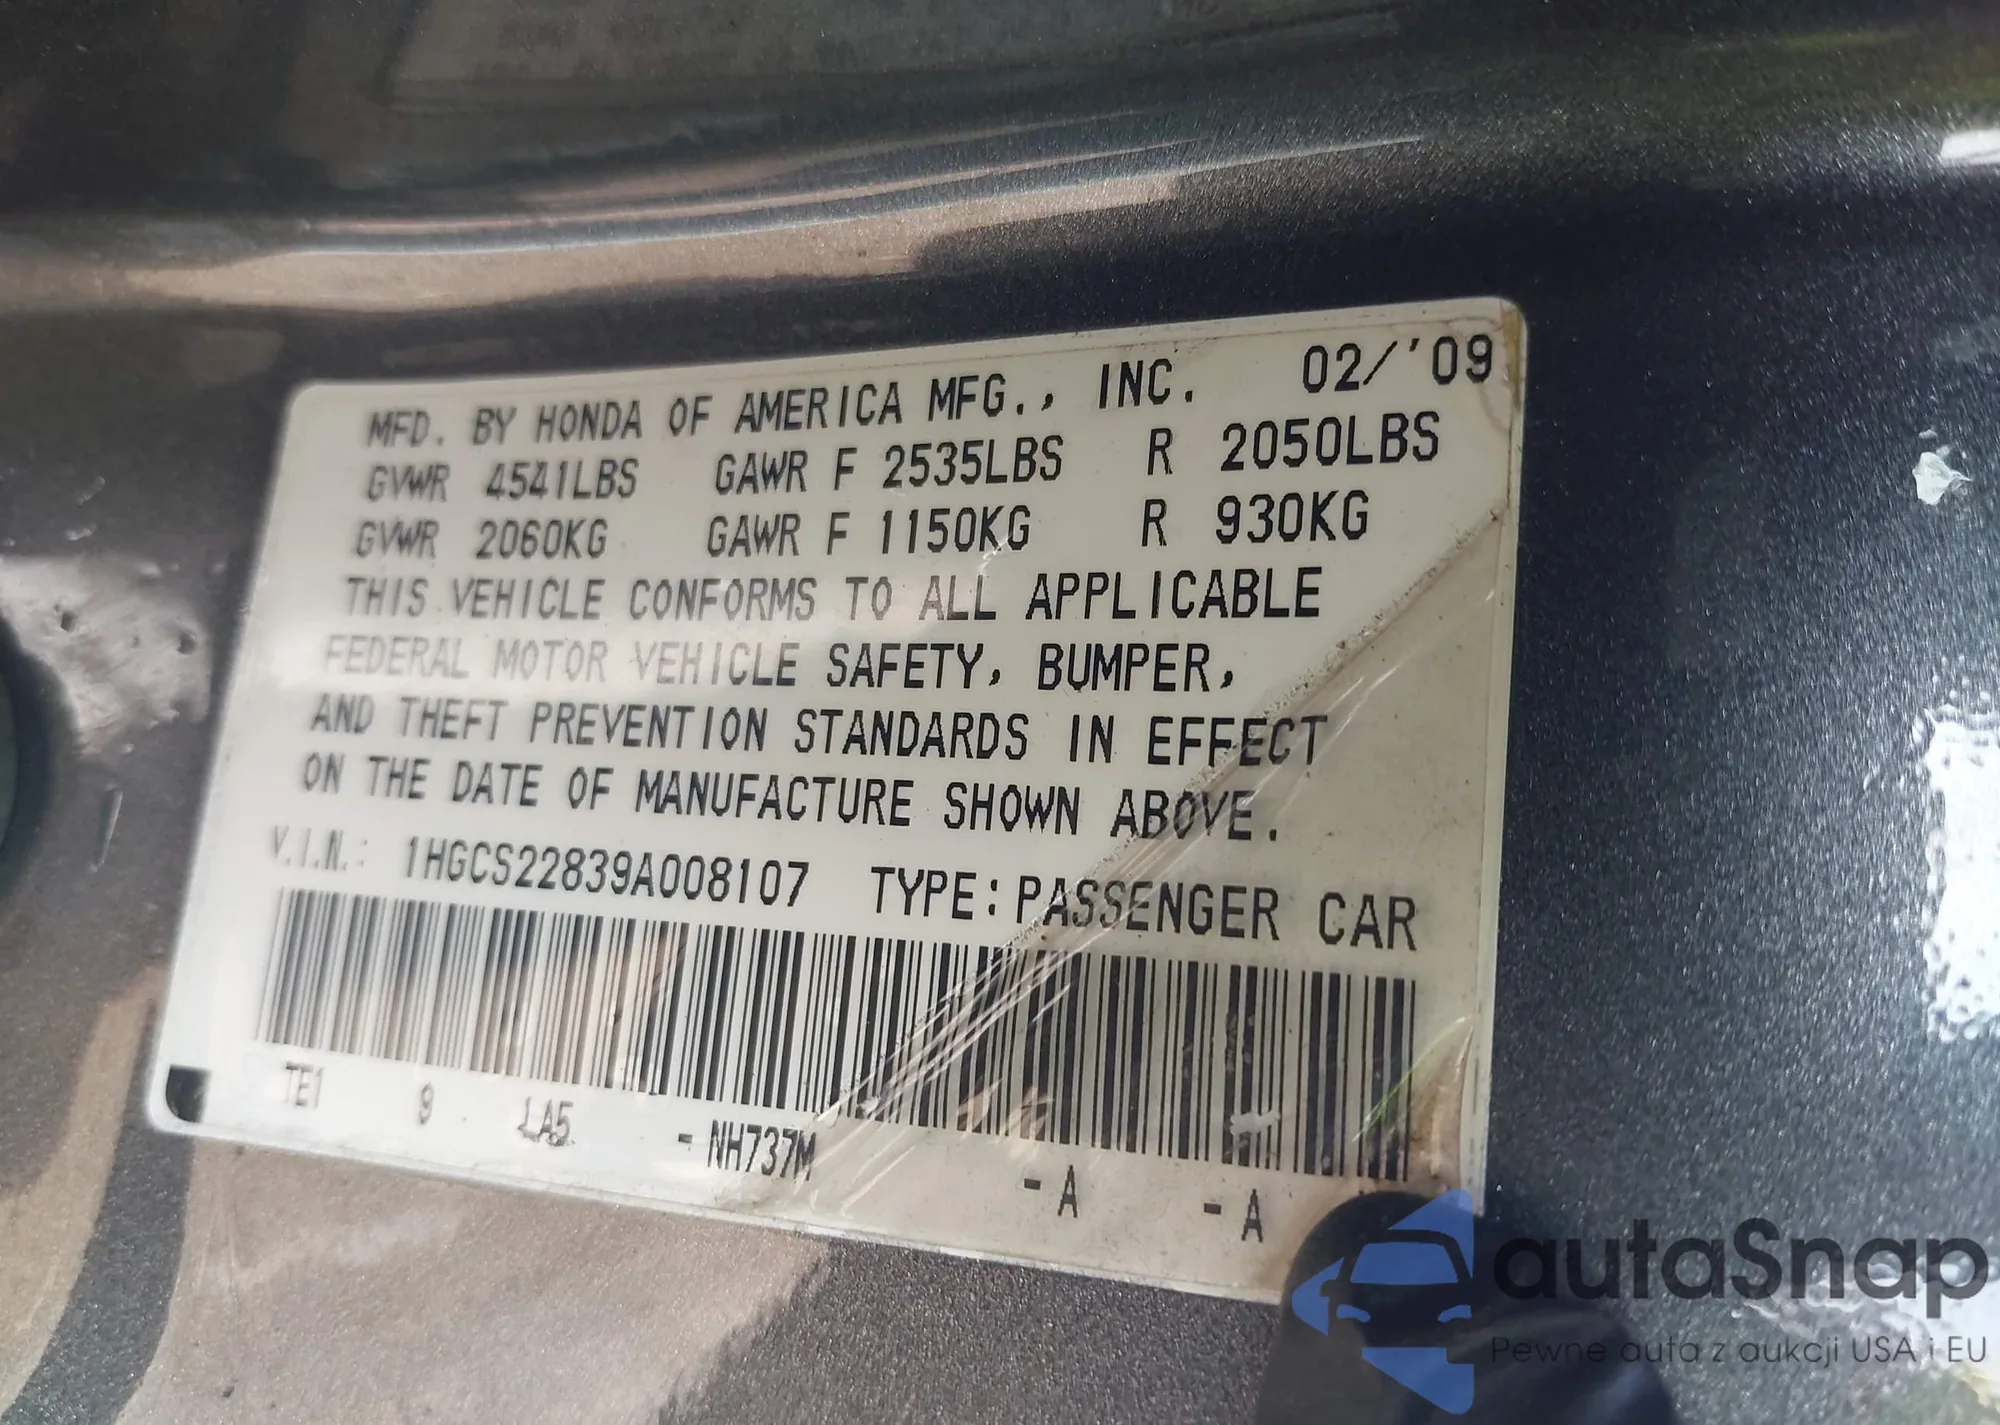 MFD. BY HONDA OF AMERICA MFG., INC. 02/'09
GVWR 4541LBS GAWR F 2535LBS R 2050LBS
GVWR 2060KG GAWR F 1150KG R 930KG
THIS VEHICLE CONFORMS TO ALL APPLICABLE
FEDERAL MOTOR VEHICLE SAFETY, BUMPER,
AND THEFT PREVENTION STANDARDS IN EFFECT
ON THE DATE OF MANUFACTURE SHOWN ABOVE.
V.I.N.: 1HGCS22839A008107 TYPE: PASSENGER CAR
TE1 9 LA5 - NH737M - A - A
autaSnap
Pewne auta z aukcji USA i EU